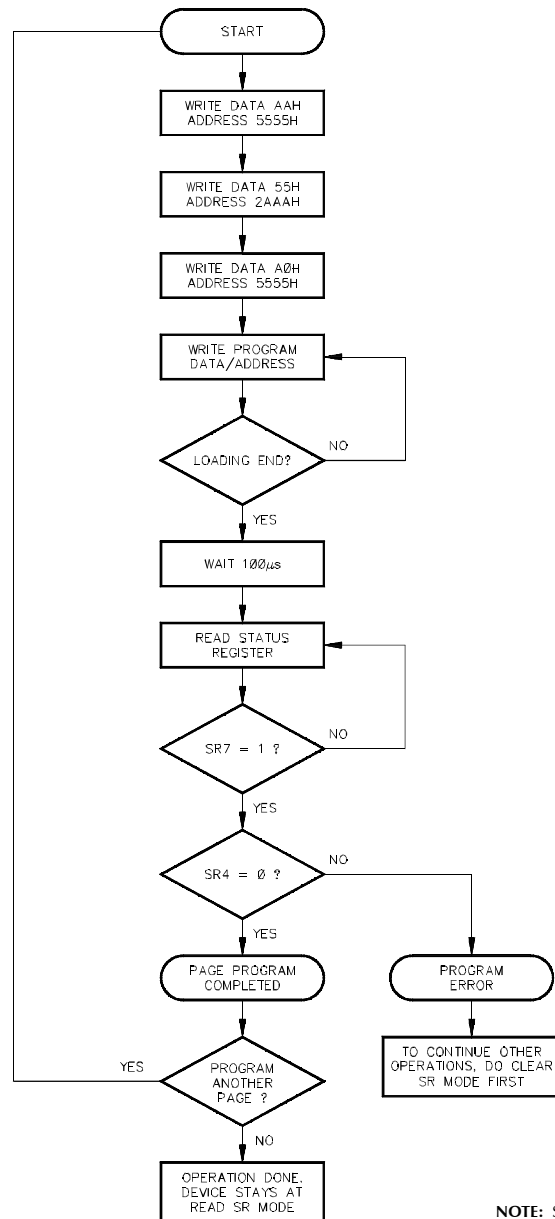 START
WRITE DATA AAH
ADDRESS 5555H
WRITE DATA 55H
ADDRESS 2AAAH
WRITE DATA AØH
ADDRESS 5555H
WRITE PROGRAM
DATA/ADDRESS
LOADING END?
NO
YES
WAIT 1ØØµs
READ STATUS
REGISTER
SR7 = 1 ?
NO
YES
SR4 = Ø ?
NO
YES
PAGE PROGRAM
COMPLETED
PROGRAM
ERROR
TO CONTINUE OTHER
OPERATIONS, DO CLEAR
SR MODE FIRST
YES
PROGRAM
ANOTHER
PAGE ?
NO
OPERATION DONE.
DEVICE STAYS AT
READ SR MODE
NOTE: